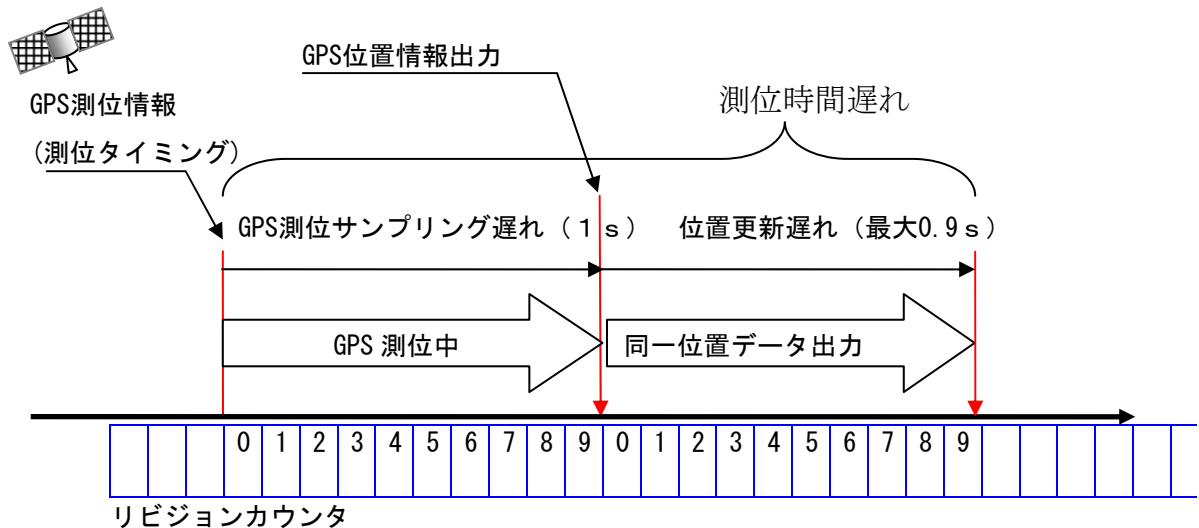 GPS位置情報出力
GPS測位情報
(測位タイミング)
測位時間遅れ
GPS測位サンプリング遅れ（１ｓ）
位置更新遅れ（最大0.9ｓ）
GPS 測位中
同一位置データ出力
0 1 2 3 4 5 6 7 8 9 0 1 2 3 4 5 6 7 8 9
リビジョンカウンタ